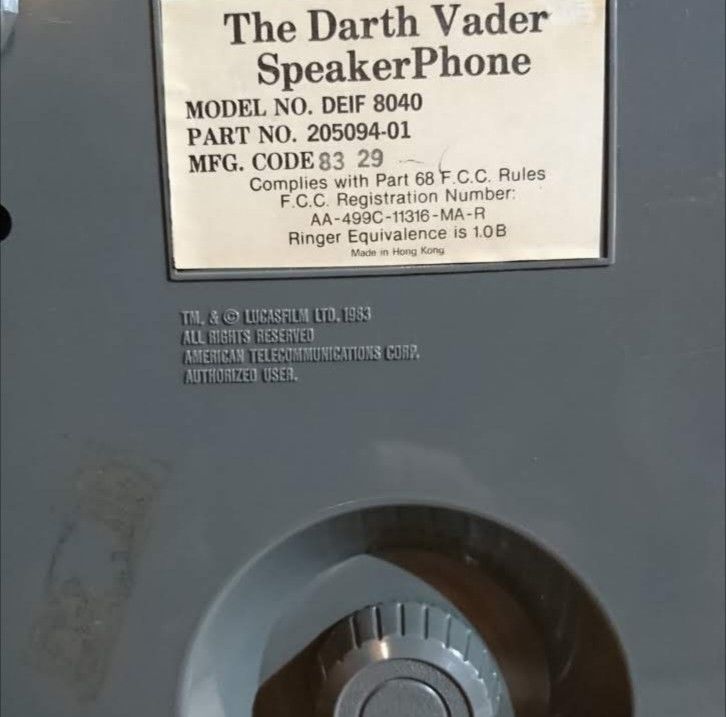 The Darth Vader
SpeakerPhone
MODEL NO. DEIF 8040
PART NO. 205094-01
MFG. CODE 83 29
Complies with Part 68 F.C.C. Rules
F.C.C. Registration Number:
AA-499C-11316-MA-R
Ringer Equivalence is 1.0B
Made in Hong Kong
TM. & © LUCASFILM LTD. 1983
ALL RIGHTS RESERVED
AMERICAN TELECOMMUNICATIONS CORP.
AUTHORIZED USER.